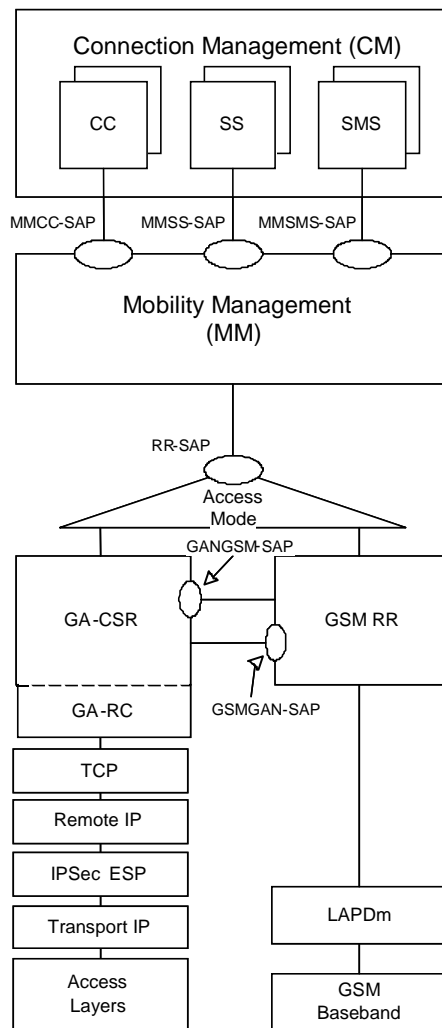 Connection Management (CM)
CC
SS
SMS
MMCC-SAP
MMSS-SAP
MMSMS-SAP
Mobility Management
(MM)
RR-SAP
Access
Mode
GANGSM-SAP
GA-CSR
GSM RR
GA-RC
GSMGAN-SAP
TCP
Remote IP
IPSec ESP
Transport IP
LAPDm
Access
Layers
GSM
Baseband